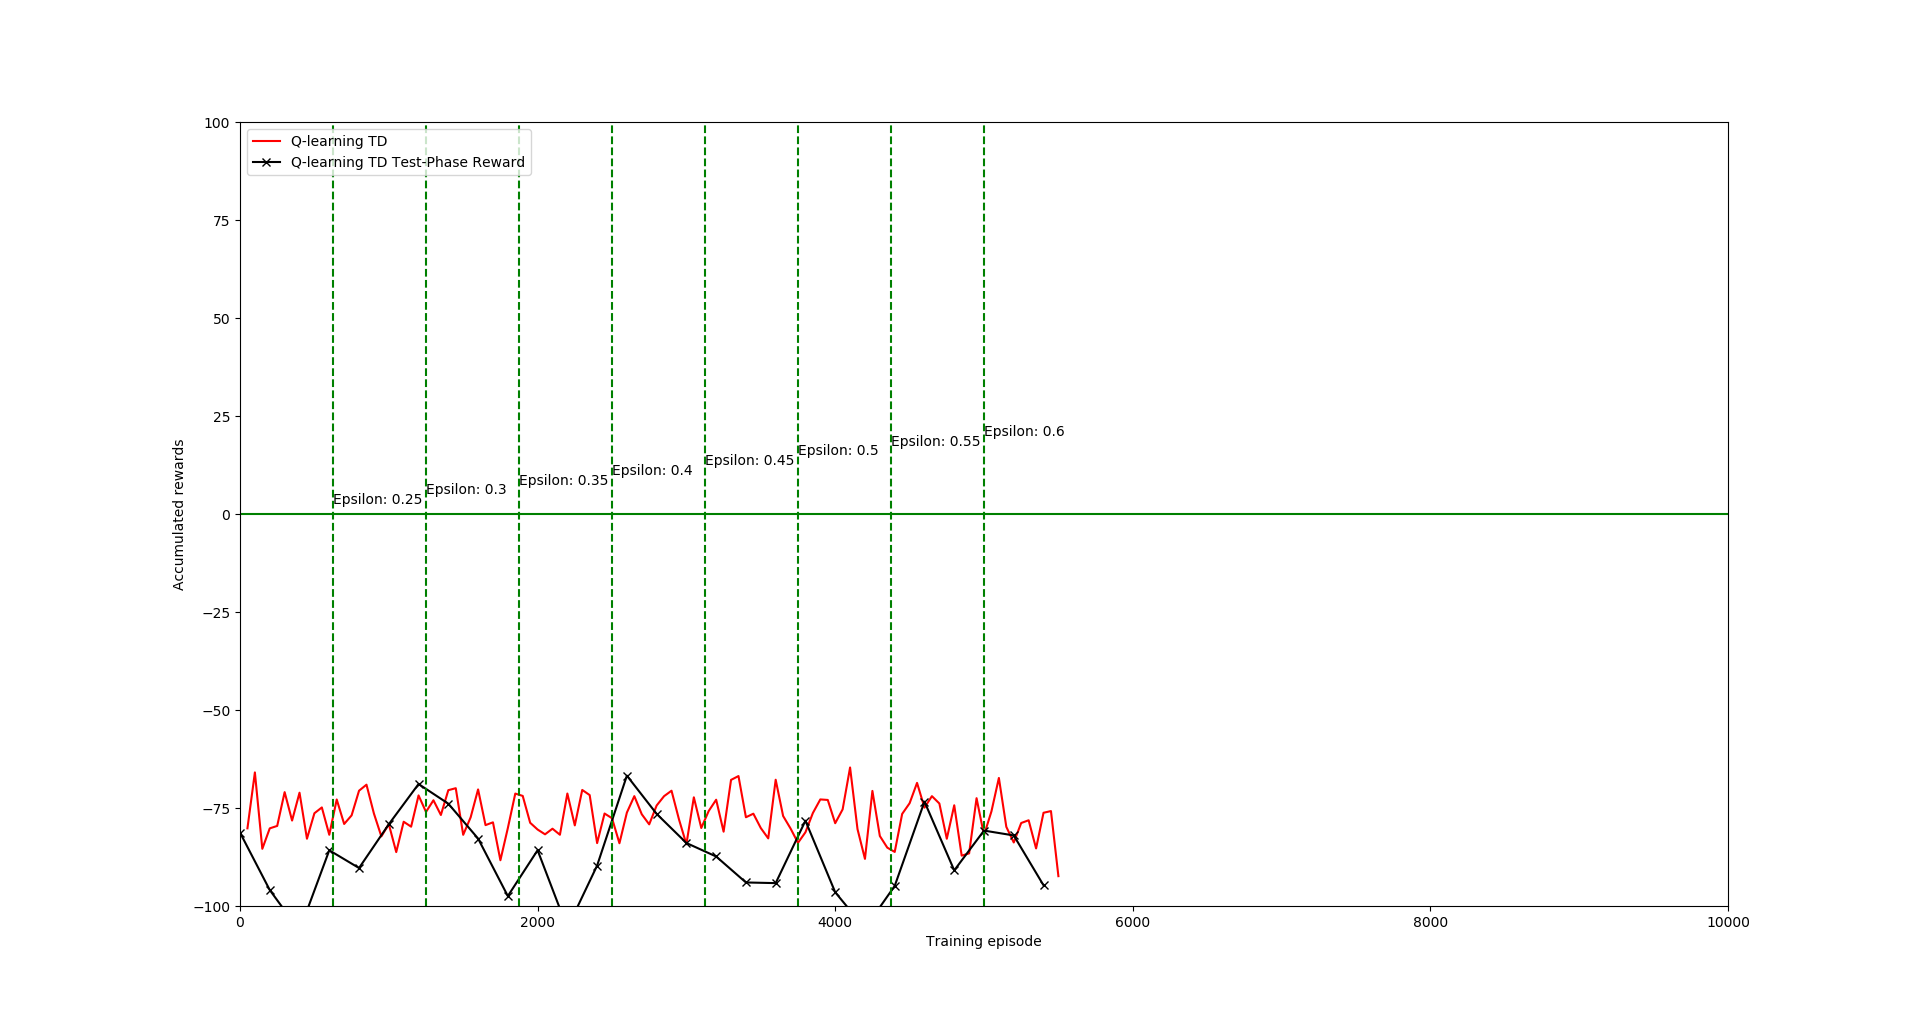 Q-learning TD
Q-learning TD Test-Phase Reward
100
75
50
25
0
−25
−50
−75
−100
Accumulated rewards
Epsilon: 0.25
Epsilon: 0.3
Epsilon: 0.35
Epsilon: 0.4
Epsilon: 0.45
Epsilon: 0.5
Epsilon: 0.55
Epsilon: 0.6
0
2000
4000
6000
8000
10000
Training episode